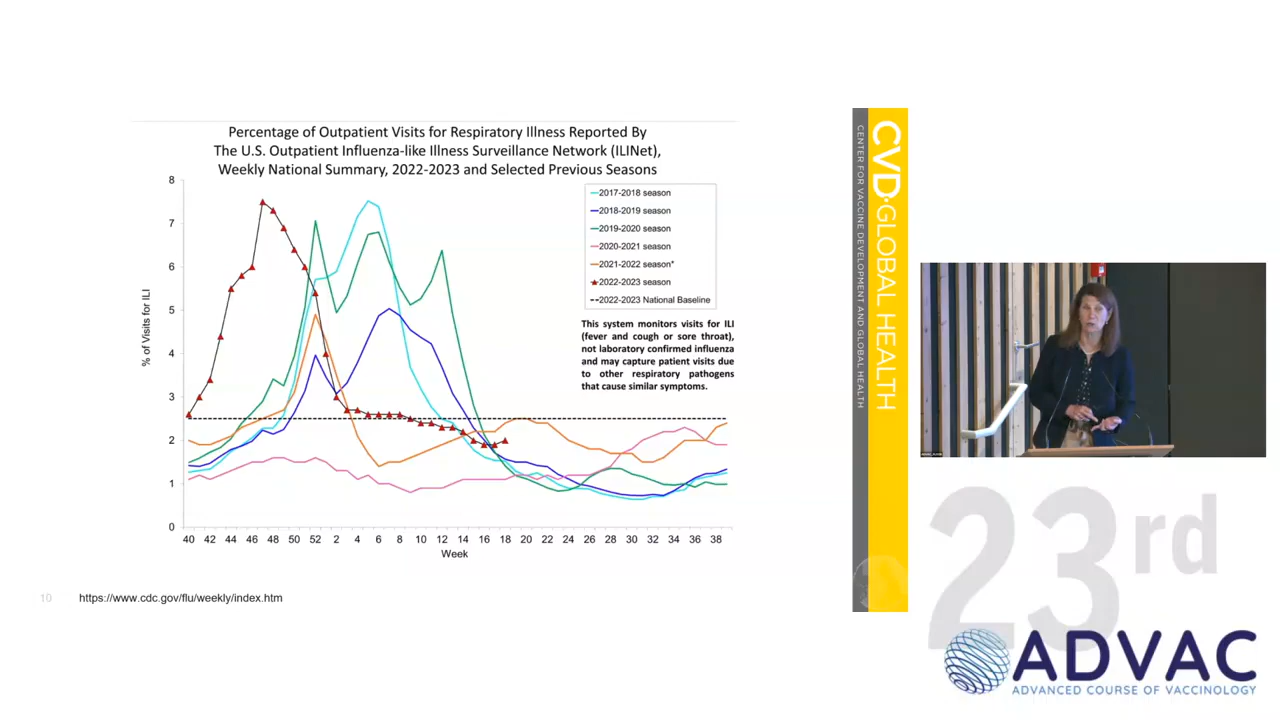 Percentage of Outpatient Visits for Respiratory Illness Reported By
The U.S. Outpatient Influenza-like Illness Surveillance Network (ILINet),
Weekly National Summary, 2022-2023 and Selected Previous Seasons
% of Visits for ILI
8
7
6
5
4
3
2
1
0
2017-2018 season
2018-2019 season
2019-2020 season
2020-2021 season
2021-2022 season*
2022-2023 season
2022-2023 National Baseline
This system monitors visits for ILI
(fever and cough or sore throat),
not laboratory confirmed influenza
and may capture patient visits due
to other respiratory pathogens
that cause similar symptoms.
40 42 44 46 48 50 52 2 4 6 8 10 12 14 16 18 20 22 24 26 28 30 32 34 36 38
Week
10
https://www.cdc.gov/flu/weekly/index.htm
CVD·GLOBAL HEALTH
CENTER FOR VACCINE DEVELOPMENT AND GLOBAL HEALTH
23rd
ADVAC
ADVANCED COURSE OF VACCINOLOGY